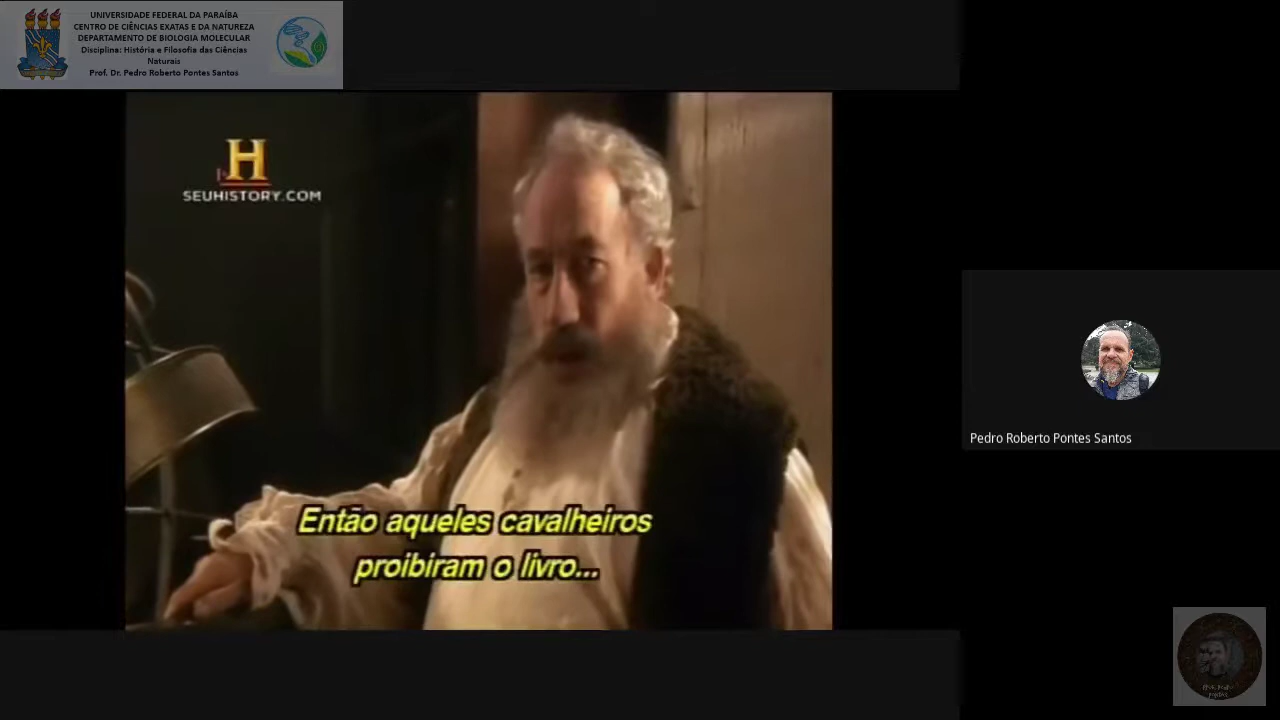 UNIVERSIDADE FEDERAL DA PARAÍBA
CENTRO DE CIÊNCIAS EXATAS E DA NATUREZA
DEPARTAMENTO DE BIOLOGIA MOLECULAR
Disciplina: História e Filosofia das Ciências
Naturais
Prof. Dr. Pedro Roberto Pontes Santos
H
SEUHISTORY.COM
Então aqueles cavalheiros
proibiram o livro...
Pedro Roberto Pontes Santos